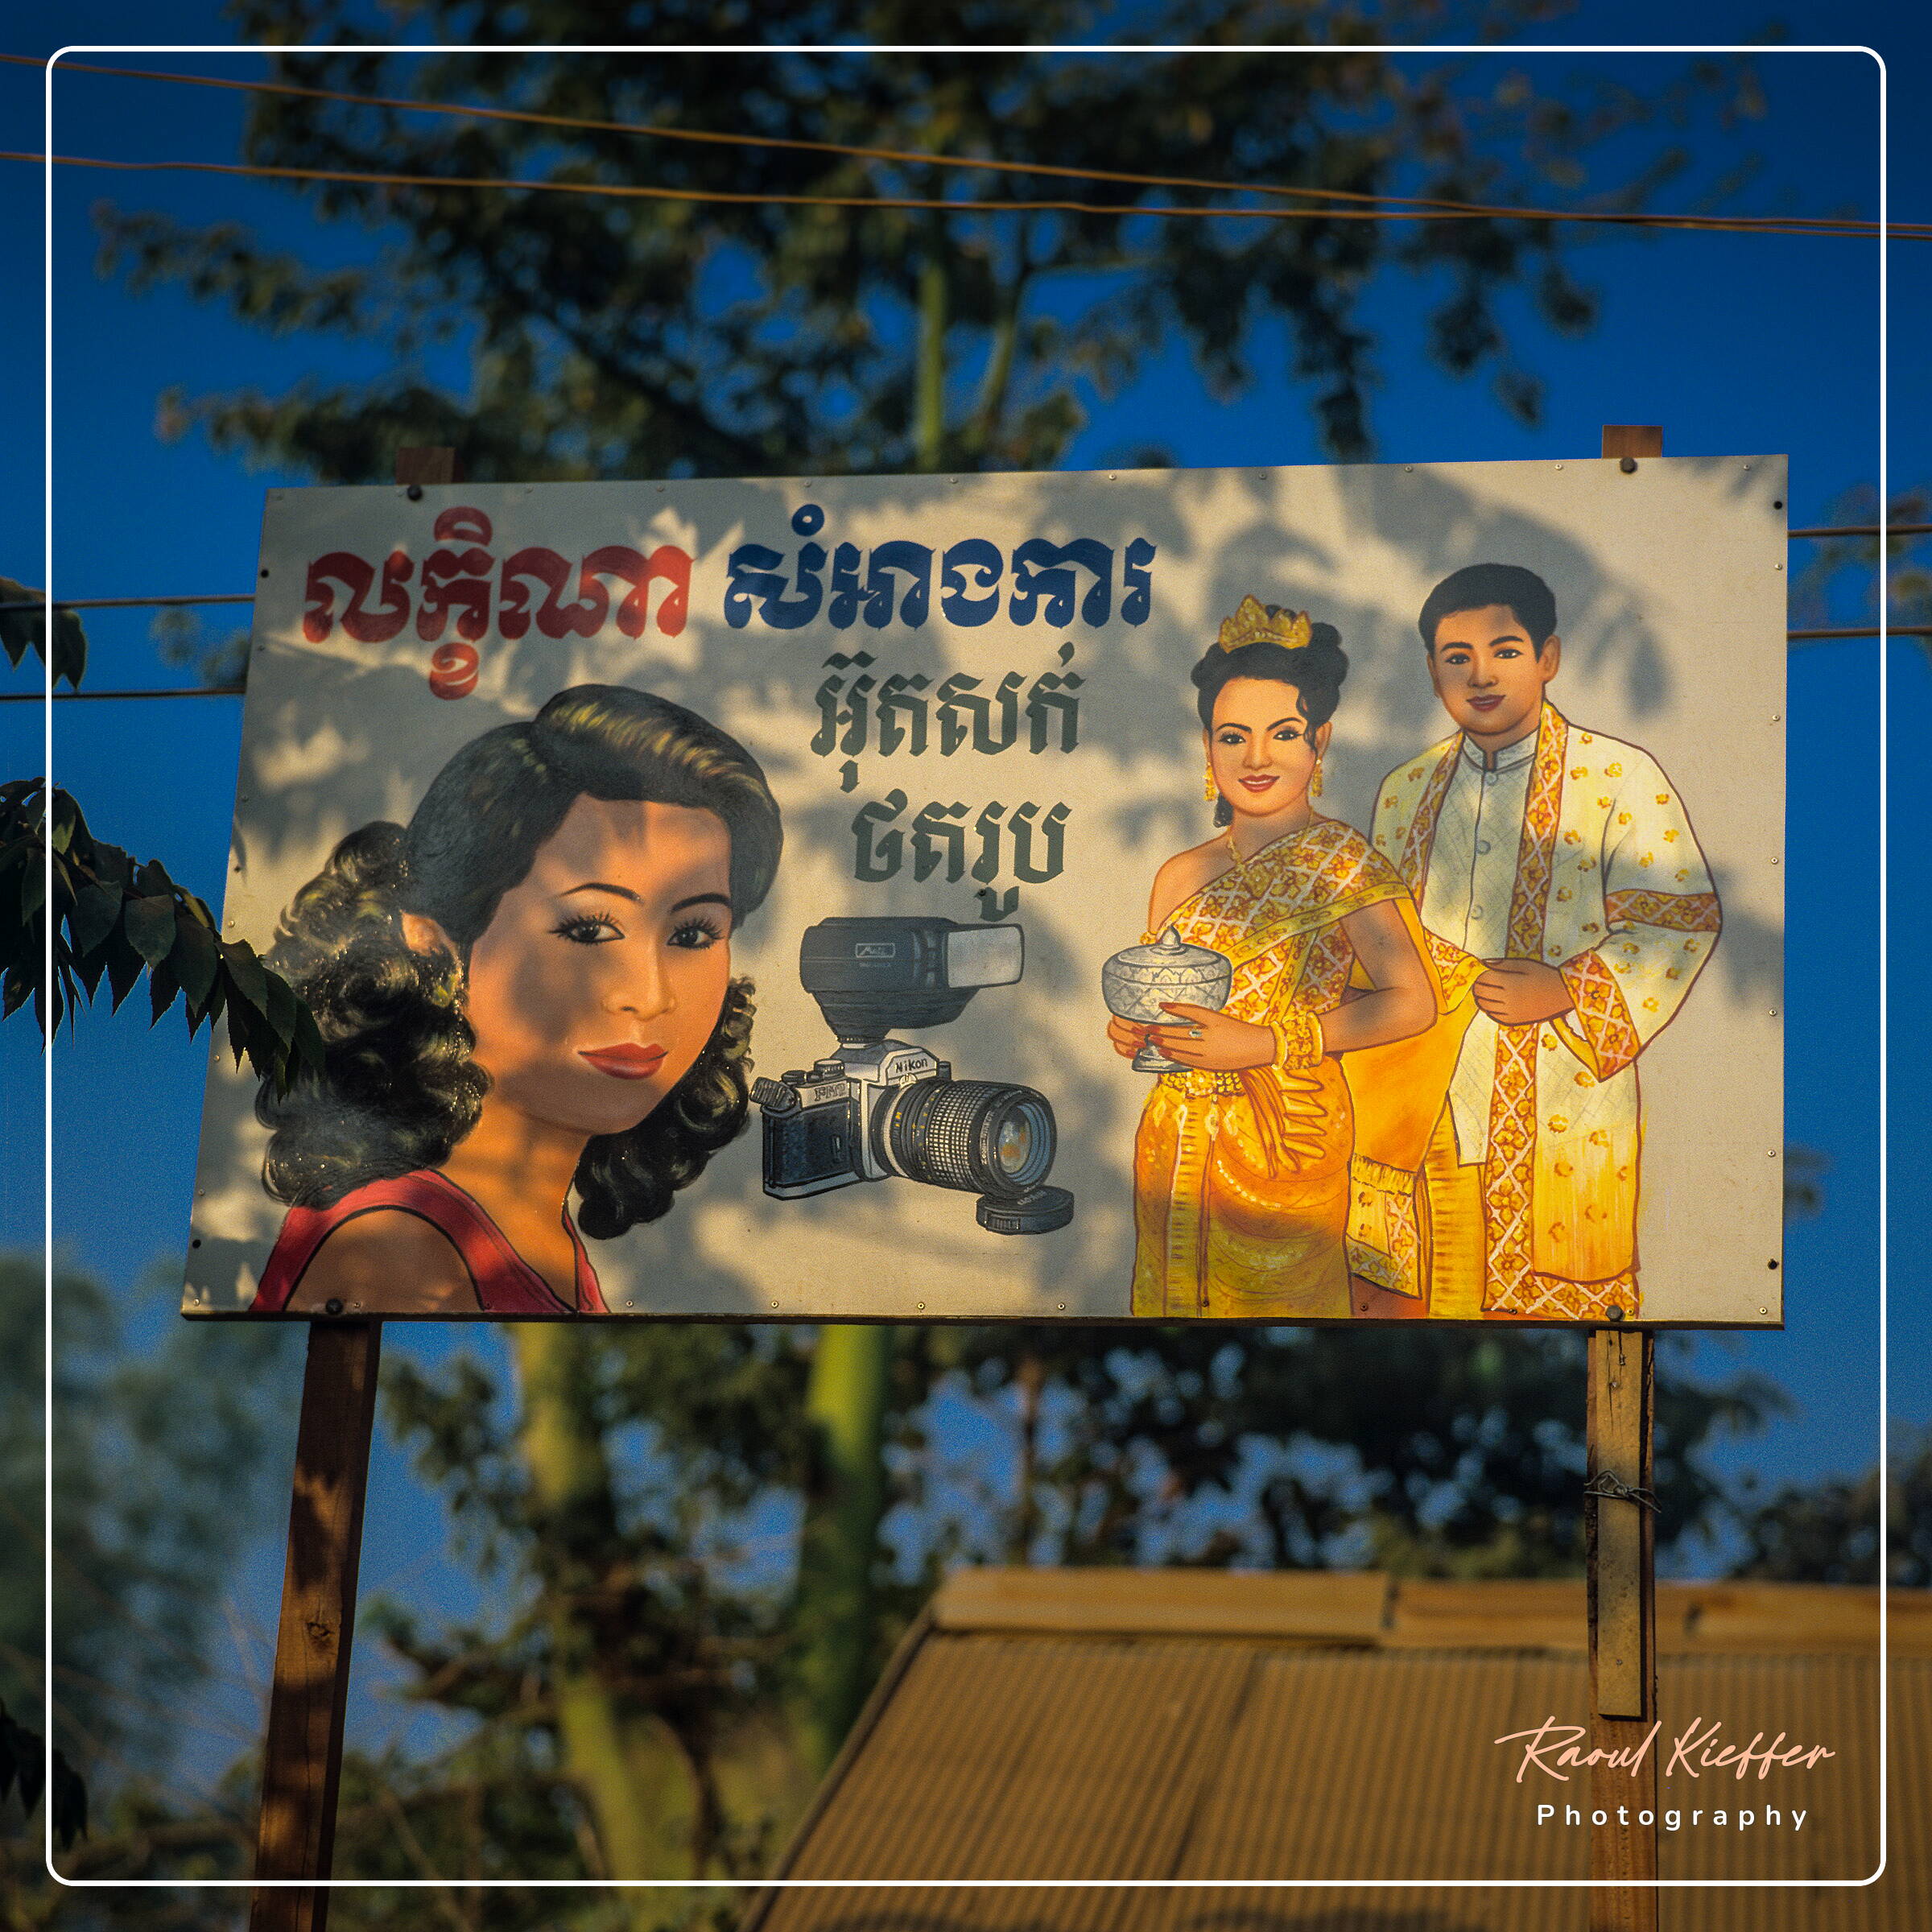 លក្ខិណា សំអាងការ
អ៊ុតសក់
ថតរូប
Nikon
FM2
Raoul Kieffer
Photography